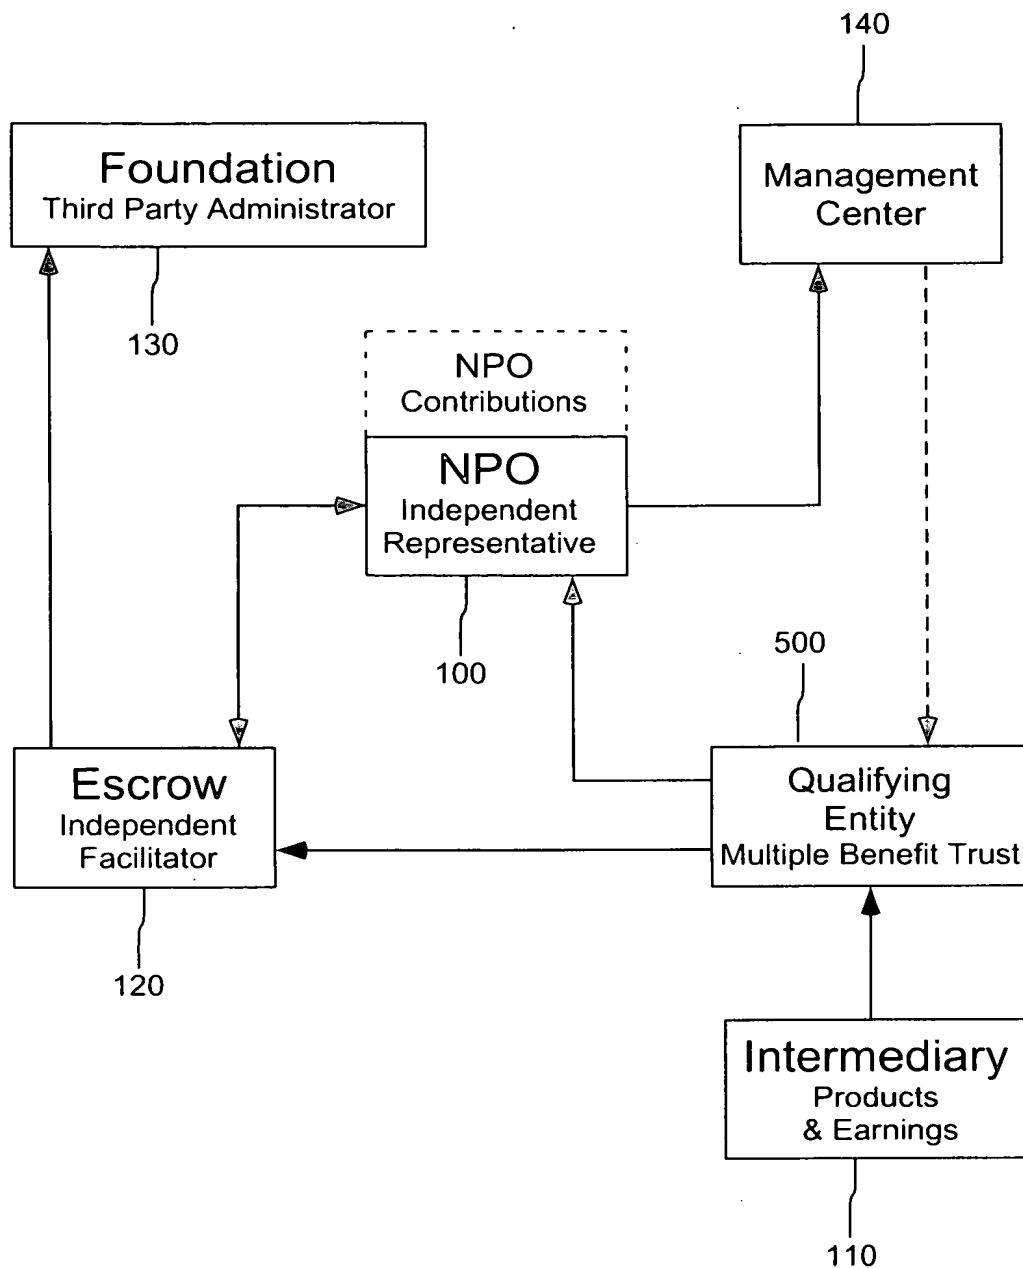 140
Foundation
Third Party Administrator
Management
Center
130
NPO
Contributions
NPO
Independent
Representative
100
500
Escrow
Independent
Facilitator
Qualifying
Entity
Multiple Benefit Trust
120
Intermediary
Products
& Earnings
110